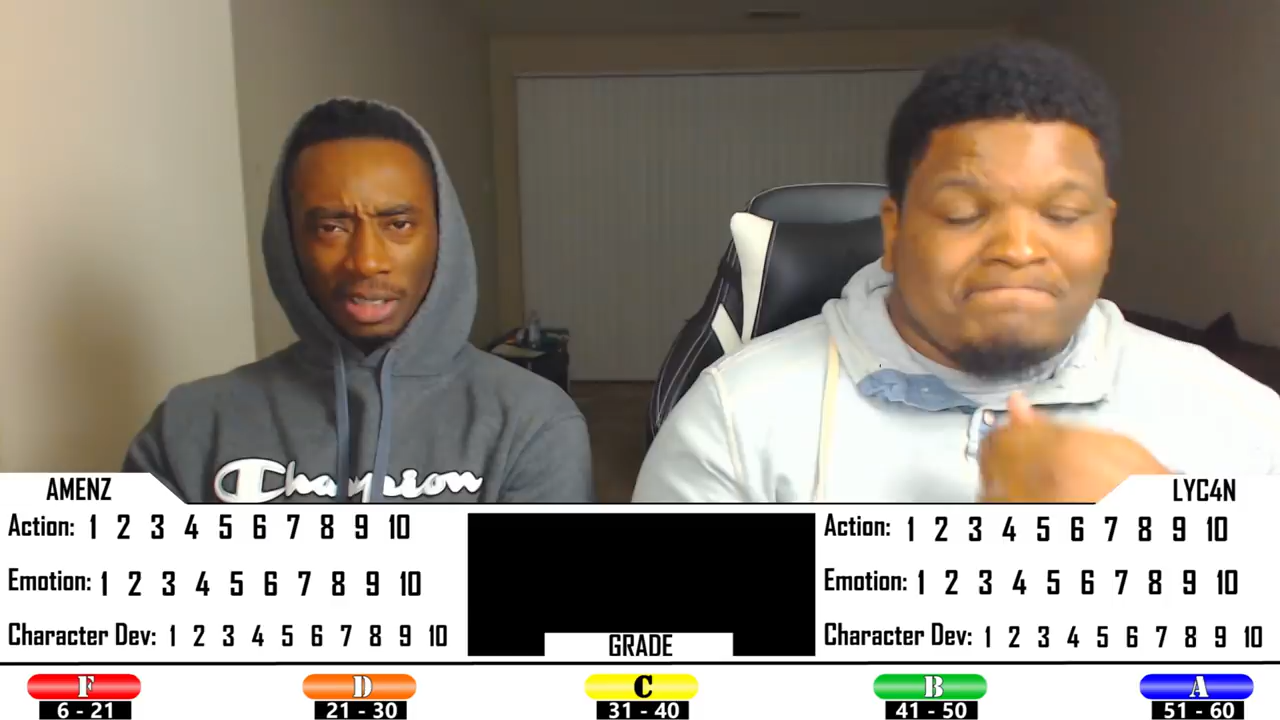 Champion
AMENZ
LYC4N
Action: 1 2 3 4 5 6 7 8 9 10
Emotion: 1 2 3 4 5 6 7 8 9 10
Character Dev: 1 2 3 4 5 6 7 8 9 10
GRADE
Action: 1 2 3 4 5 6 7 8 9 10
Emotion: 1 2 3 4 5 6 7 8 9 10
Character Dev: 1 2 3 4 5 6 7 8 9 10
F
6 - 21
D
21 - 30
C
31 - 40
B
41 - 50
A
51 - 60